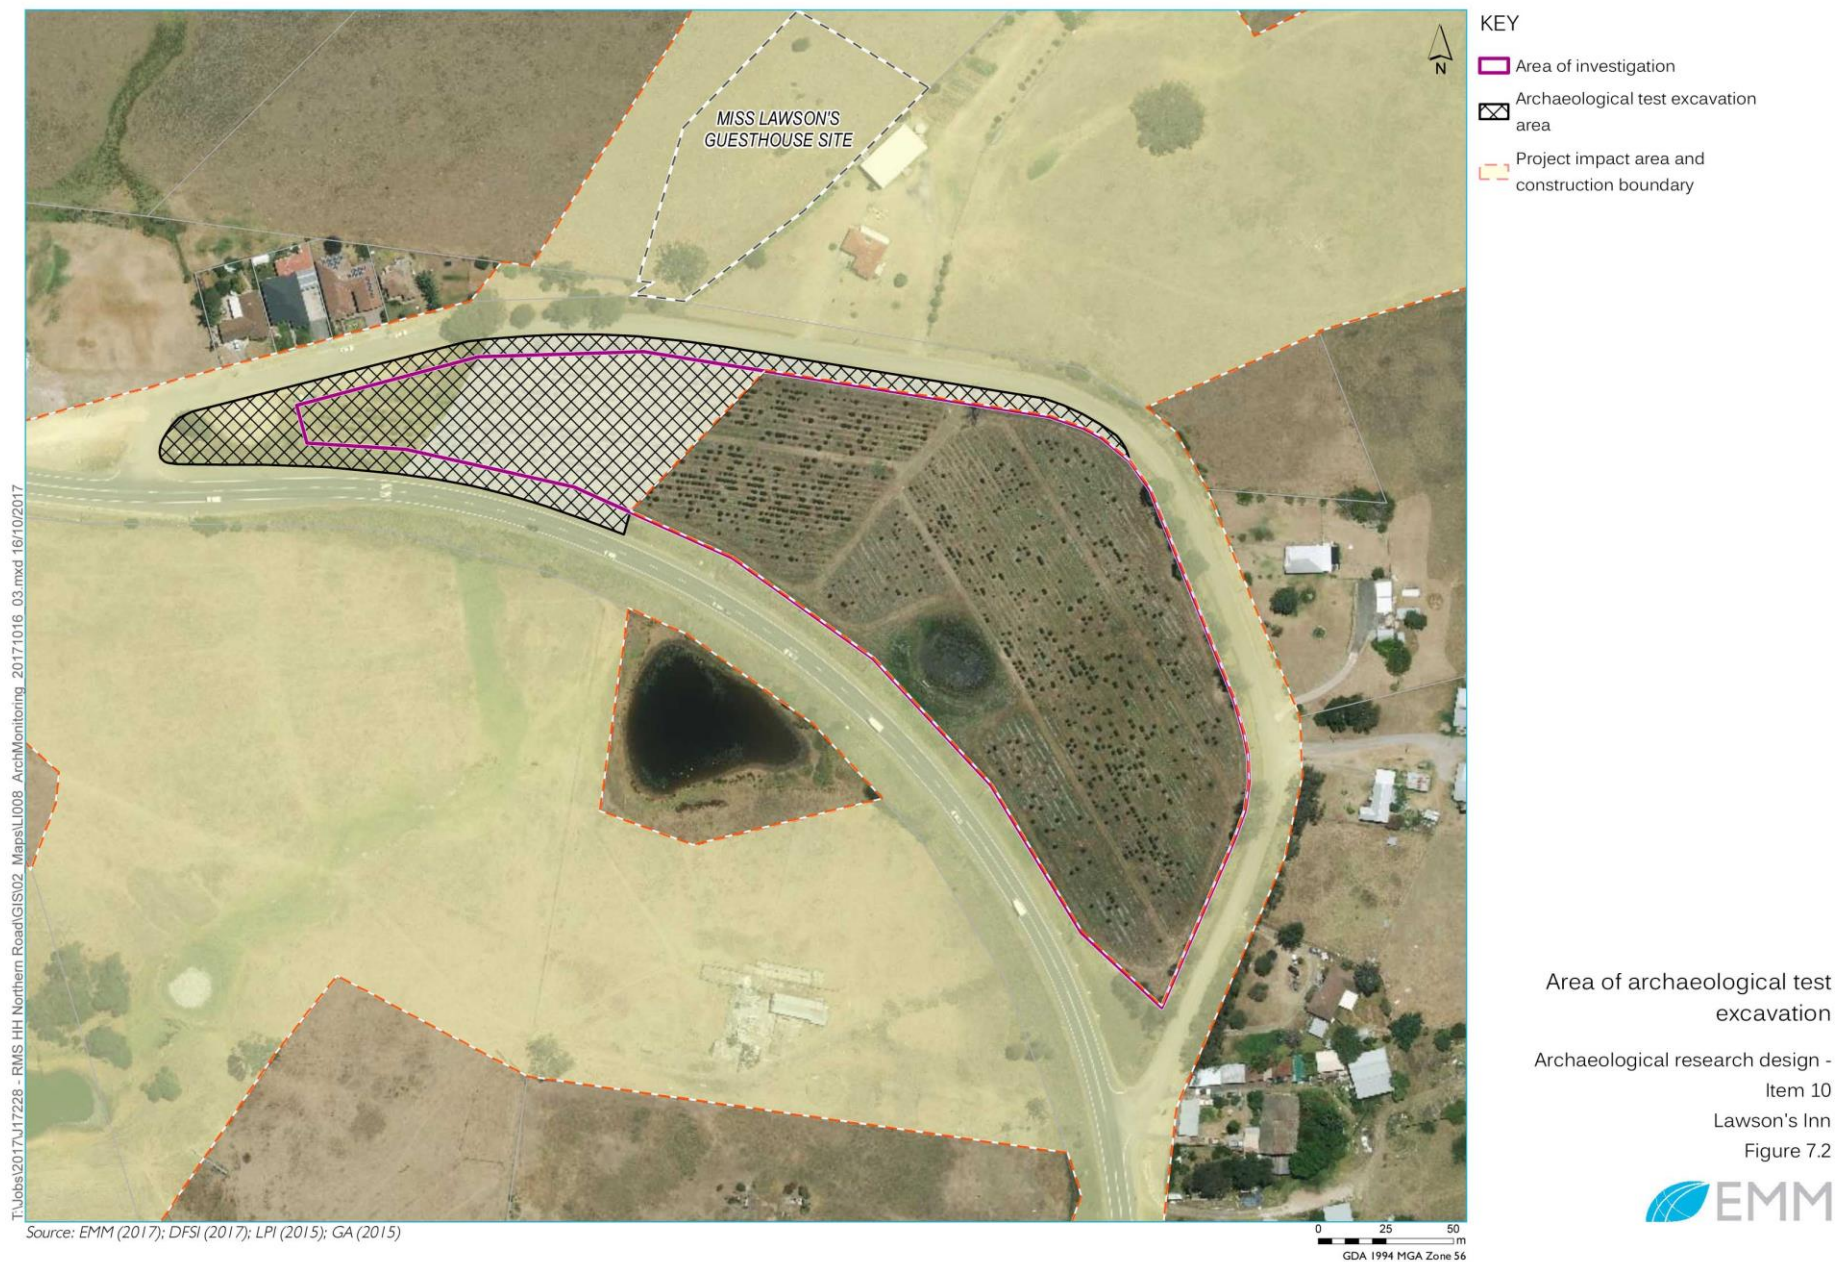 MISS LAWSON'S
GUESTHOUSE SITE
N
KEY
Area of investigation
Archaeological test excavation
area
Project impact area and
construction boundary
T:\Jobs\2017\J17228 - RMS HH Northern Road\GIS\02_Maps\LI008_ArchMonitoring_20171016_03.mxd 16/10/2017
Area of archaeological test
excavation
Archaeological research design -
Item 10
Lawson's Inn
Figure 7.2
EMM
Source: EMM (2017); DFSI (2017); LPI (2015); GA (2015)
0 25 50
m
GDA 1994 MGA Zone 56